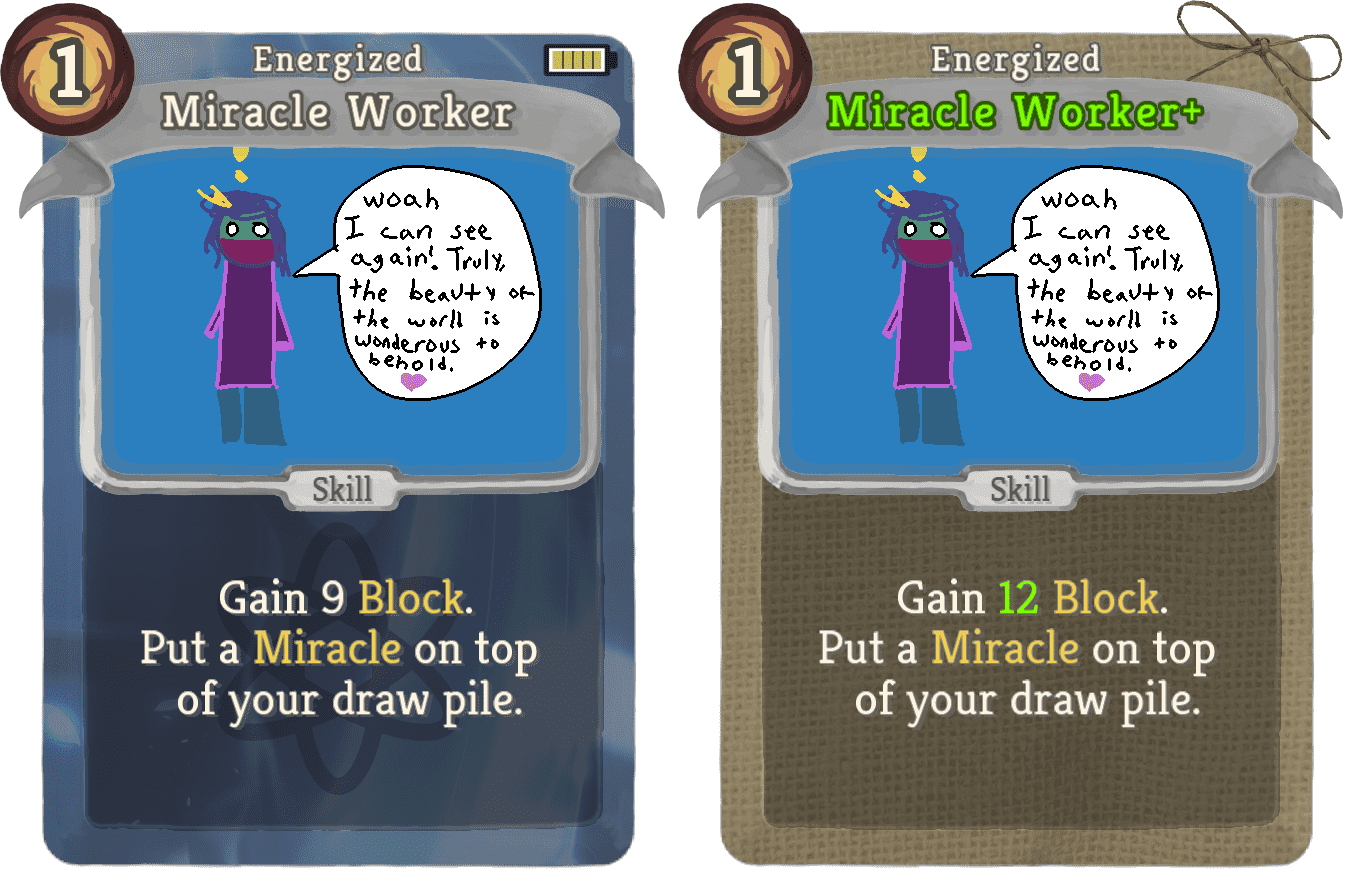 1
Energized
Miracle Worker
woah
I can see
again! Truly,
the beauty of
the world is
wonderous to
behold.
Skill
Gain 9 Block.
Put a Miracle on top
of your draw pile.
1
Energized
Miracle Worker+
woah
I can see
again! Truly,
the beauty of
the world is
wonderous to
behold.
Skill
Gain 12 Block.
Put a Miracle on top
of your draw pile.